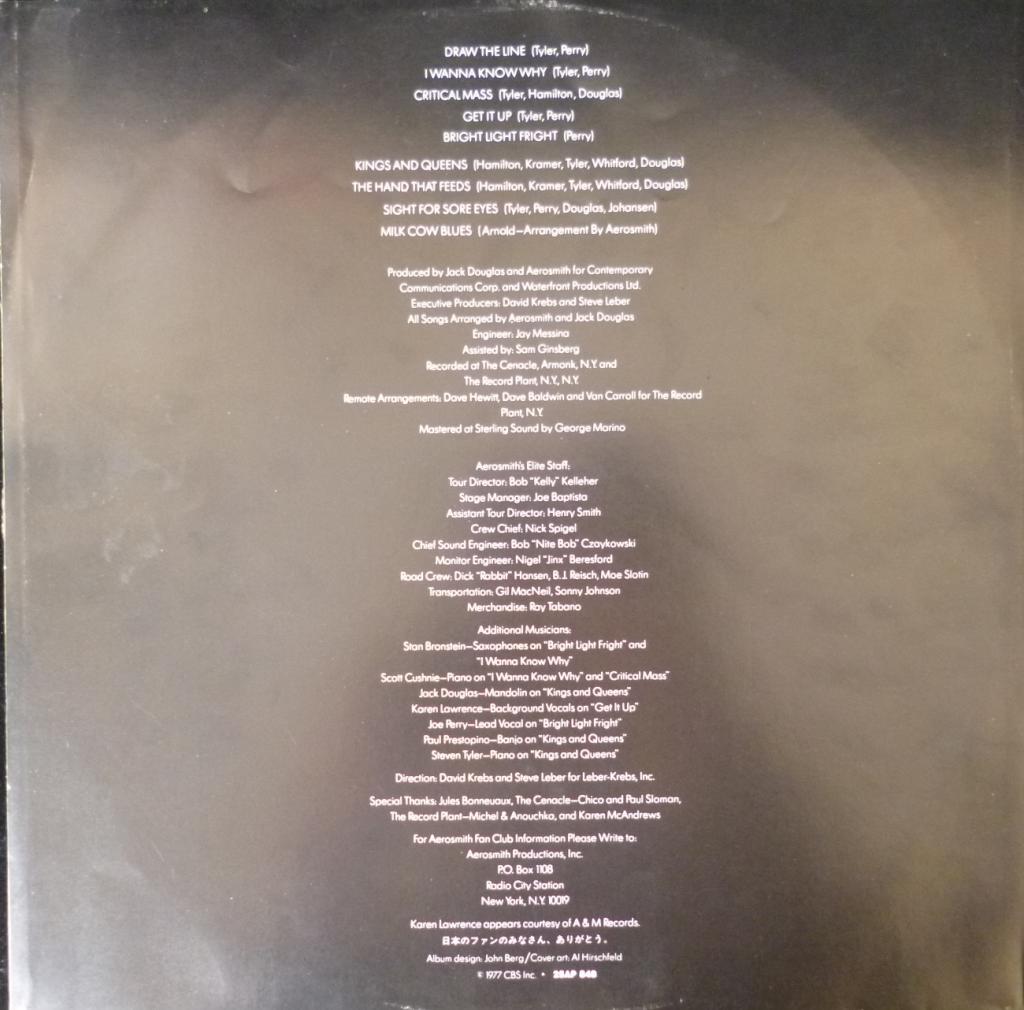 DRAW THE LINE (Tyler, Perry)
I WANNA KNOW WHY (Tyler, Perry)
CRITICAL MASS (Tyler, Hamilton, Douglas)
GET IT UP (Tyler, Perry)
BRIGHT LIGHT FRIGHT (Perry)
KINGS AND QUEENS (Hamilton, Kramer, Tyler, Whitford, Douglas)
THE HAND THAT FEEDS (Hamilton, Kramer, Tyler, Whitford, Douglas)
SIGHT FOR SORE EYES (Tyler, Perry, Douglas, Johansen)
MILK COW BLUES (Arnold—Arrangement By Aerosmith)
Produced by Jack Douglas and Aerosmith for Contemporary
Communications Corp. and Waterfront Productions Ltd.
Executive Producers: David Krebs and Steve Leber
All Songs Arranged by Aerosmith and Jack Douglas
Engineer: Jay Messina
Assisted by: Sam Ginsberg
Recorded at The Cenacle, Armonk, N.Y. and
The Record Plant, N.Y., N.Y.
Remote Arrangements: Dave Hewitt, Dave Baldwin and Van Carroll for The Record
Plant, N.Y.
Mastered at Sterling Sound by George Marino
Aerosmith's Elite Staff:
Tour Director: Bob "Kelly" Kelleher
Stage Manager: Joe Baptista
Assistant Tour Director: Henry Smith
Crew Chief: Nick Spigel
Chief Sound Engineer: Bob "Nite Bob" Czaykowski
Monitor Engineer: Nigel "Jinx" Beresford
Road Crew: Dick "Rabbit" Hansen, B.J. Reisch, Moe Slotin
Transportation: Gil MacNeil, Sonny Johnson
Merchandise: Ray Tabano
Additional Musicians:
Stan Bronstein—Saxophones on "Bright Light Fright" and
"I Wanna Know Why"
Scott Cushnie—Piano on "I Wanna Know Why" and "Critical Mass"
Jack Douglas—Mandolin on "Kings and Queens"
Karen Lawrence—Background Vocals on "Get It Up"
Joe Perry—Lead Vocal on "Bright Light Fright"
Paul Prestopino—Banjo on "Kings and Queens"
Steven Tyler—Piano on "Kings and Queens"
Direction: David Krebs and Steve Leber for Leber-Krebs, Inc.
Special Thanks: Jules Bonneuaux, The Cenacle—Chico and Paul Sloman,
The Record Plant—Michel & Anouchka, and Karen McAndrews
For Aerosmith Fan Club Information Please Write to:
Aerosmith Productions, Inc.
P.O. Box 1108
Radio City Station
New York, N.Y. 10019
Karen Lawrence appears courtesy of A & M Records.
日本のファンのみなさん、ありがとう。
Album design: John Berg/Cover art: Al Hirschfeld
© 1977 CBS Inc. • 25AP 848